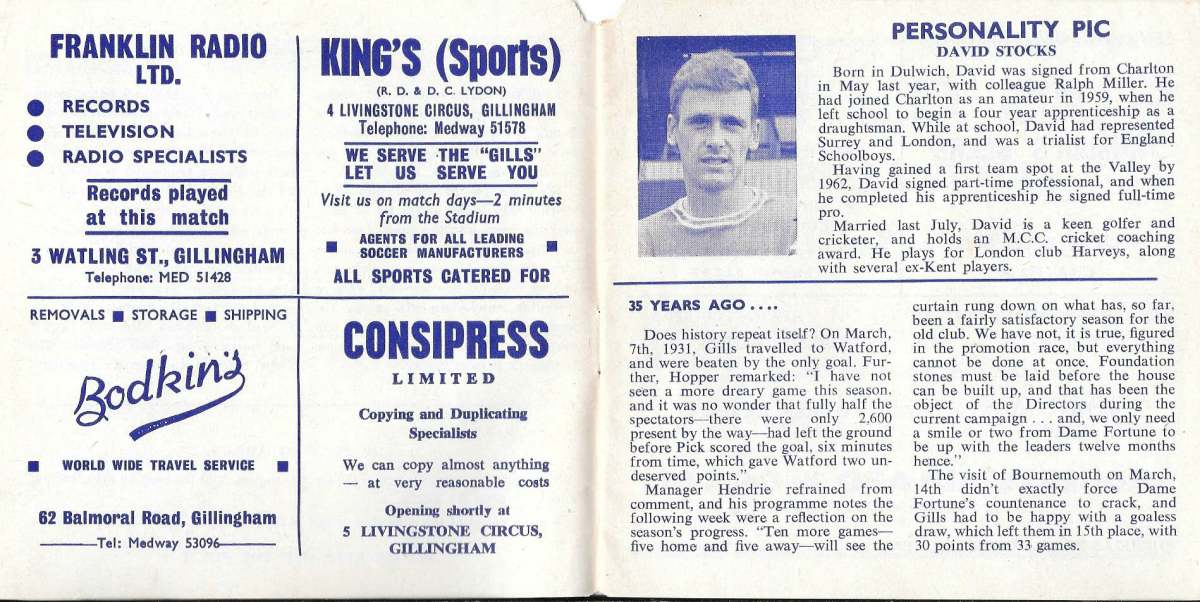 FRANKLIN RADIO
LTD.
● RECORDS
● TELEVISION
● RADIO SPECIALISTS
Records played
at this match
3 WATLING ST., GILLINGHAM
Telephone: MED 51428
KING'S (Sports)
(R. D. & D. C. LYDON)
4 LIVINGSTONE CIRCUS, GILLINGHAM
Telephone: Medway 51578
WE SERVE THE "GILLS"
LET US SERVE YOU
Visit us on match days—2 minutes
from the Stadium
■ AGENTS FOR ALL LEADING ■
SOCCER MANUFACTURERS
ALL SPORTS CATERED FOR
REMOVALS ■ STORAGE ■ SHIPPING
Bodkin's
■ WORLD WIDE TRAVEL SERVICE ■
62 Balmoral Road, Gillingham
Tel: Medway 53096
CONSIPRESS
LIMITED
Copying and Duplicating
Specialists
We can copy almost anything
— at very reasonable costs
Opening shortly at
5 LIVINGSTONE CIRCUS,
GILLINGHAM
PERSONALITY PIC
DAVID STOCKS
Born in Dulwich, David was signed from Charlton
in May last year, with colleague Ralph Miller. He
had joined Charlton as an amateur in 1959, when he
left school to begin a four year apprenticeship as a
draughtsman. While at school, David had represented
Surrey and London, and was a trialist for England
Schoolboys.
Having gained a first team spot at the Valley by
1962, David signed part-time professional, and when
he completed his apprenticeship he signed full-time
pro.
Married last July, David is a keen golfer and
cricketer, and holds an M.C.C. cricket coaching
award. He plays for London club Harveys, along
with several ex-Kent players.
35 YEARS AGO ....
Does history repeat itself? On March,
7th, 1931, Gills travelled to Watford,
and were beaten by the only goal. Fur-
ther, Hopper remarked: "I have not
seen a more dreary game this season.
and it was no wonder that fully half the
spectators—there were only 2,600
present by the way—had left the ground
before Pick scored the goal, six minutes
from time, which gave Watford two un-
deserved points."
Manager Hendrie refrained from
comment, and his programme notes the
following week were a reflection on the
season's progress. "Ten more games—
five home and five away—will see the
curtain rung down on what has, so far,
been a fairly satisfactory season for the
old club. We have not, it is true, figured
in the promotion race, but everything
cannot be done at once. Foundation
stones must be laid before the house
can be built up, and that has been the
object of the Directors during the
current campaign . . . and, we only need
a smile or two from Dame Fortune to
be up with the leaders twelve months
hence."
The visit of Bournemouth on March,
14th didn't exactly force Dame
Fortune's countenance to crack, and
Gills had to be happy with a goalless
draw, which left them in 15th place, with
30 points from 33 games.